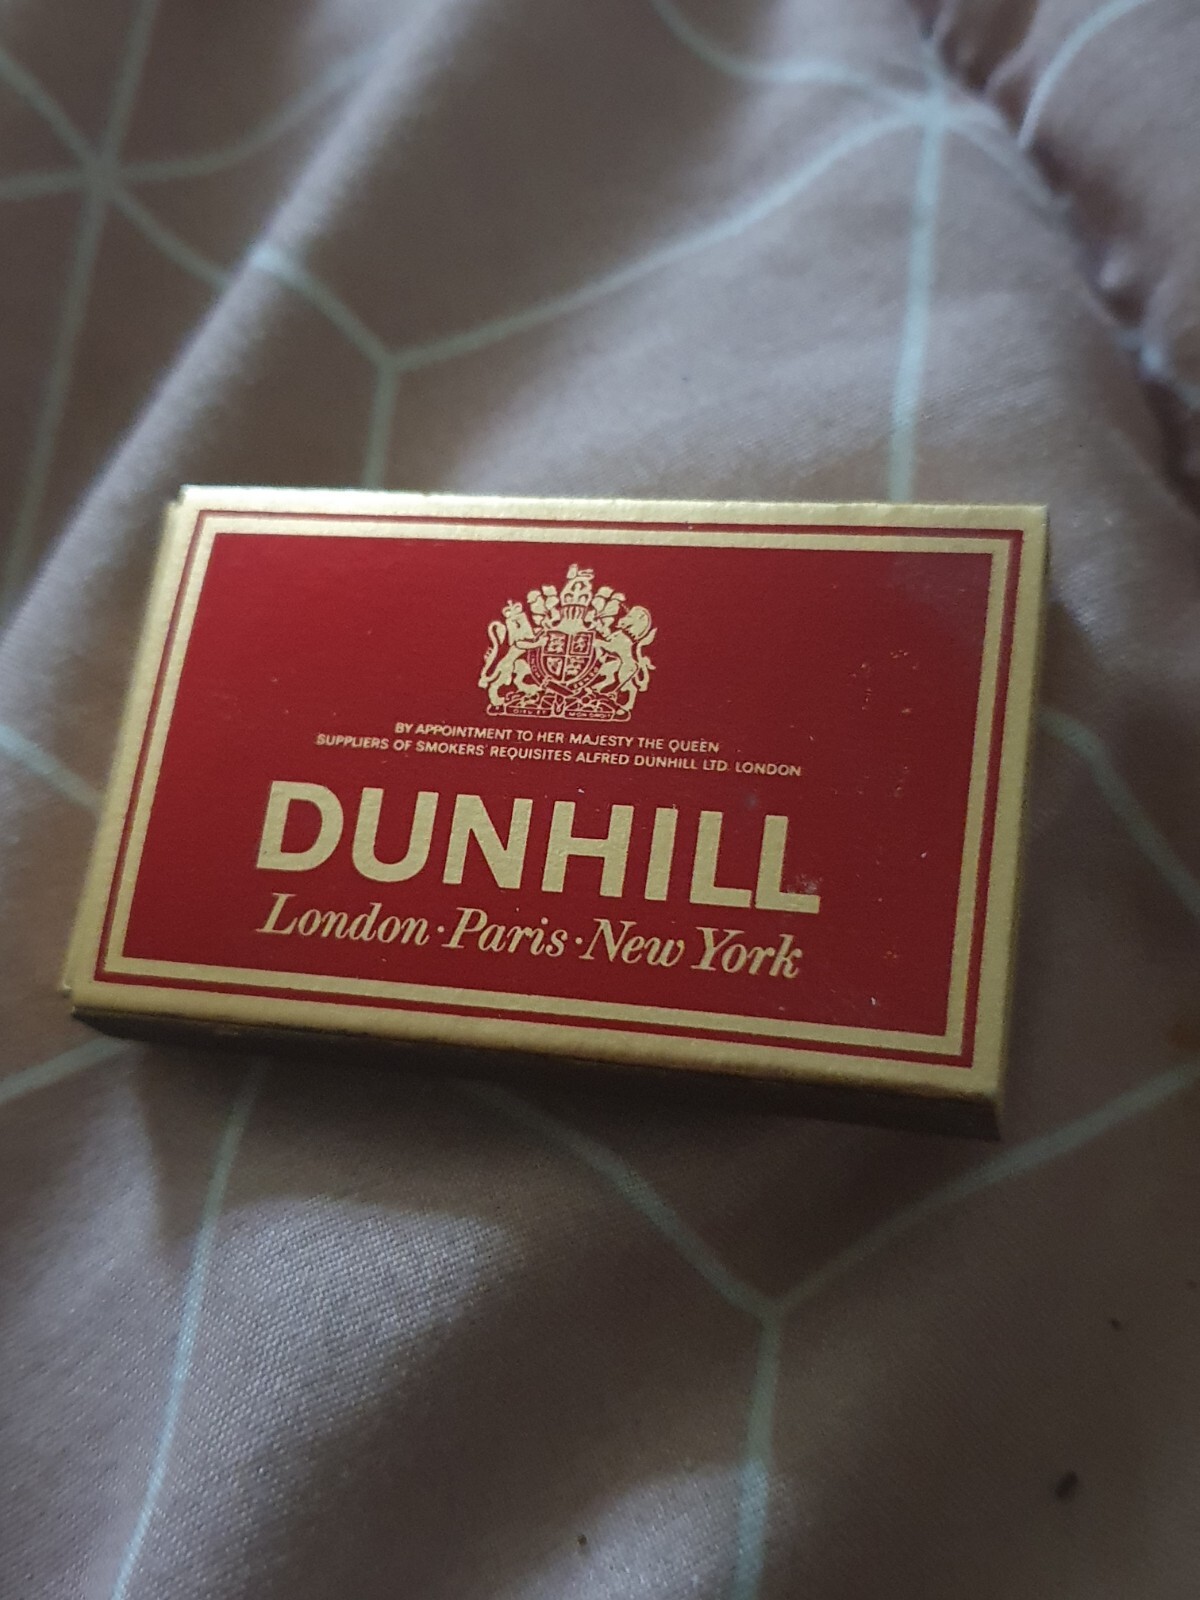 BY APPOINTMENT TO HER MAJESTY THE QUEEN
SUPPLIERS OF SMOKERS' REQUISITES ALFRED DUNHILL LTD. LONDON
DUNHILL
London·Paris·New York